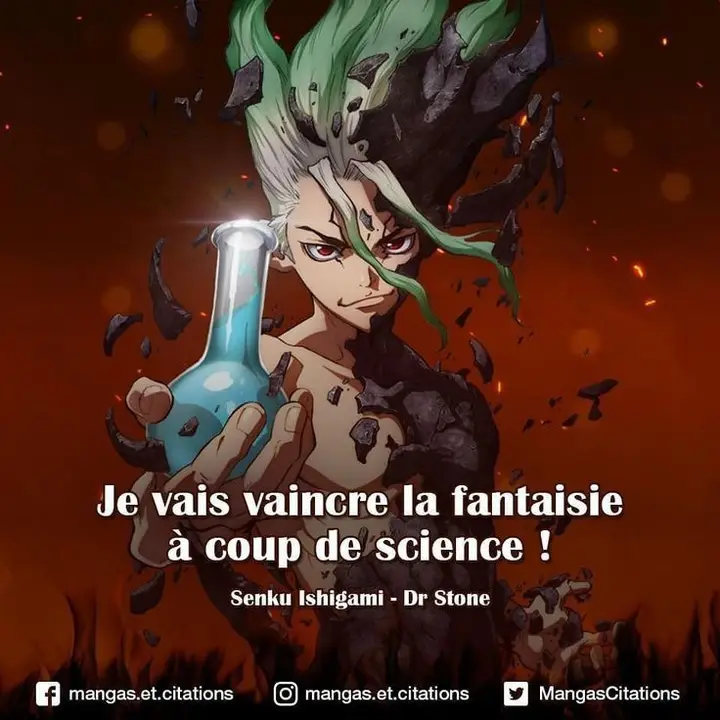 Je vais vaincre la fantaisie
à coup de science !
Senku Ishigami - Dr Stone
mangas.et.citations mangas.et.citations MangasCitations